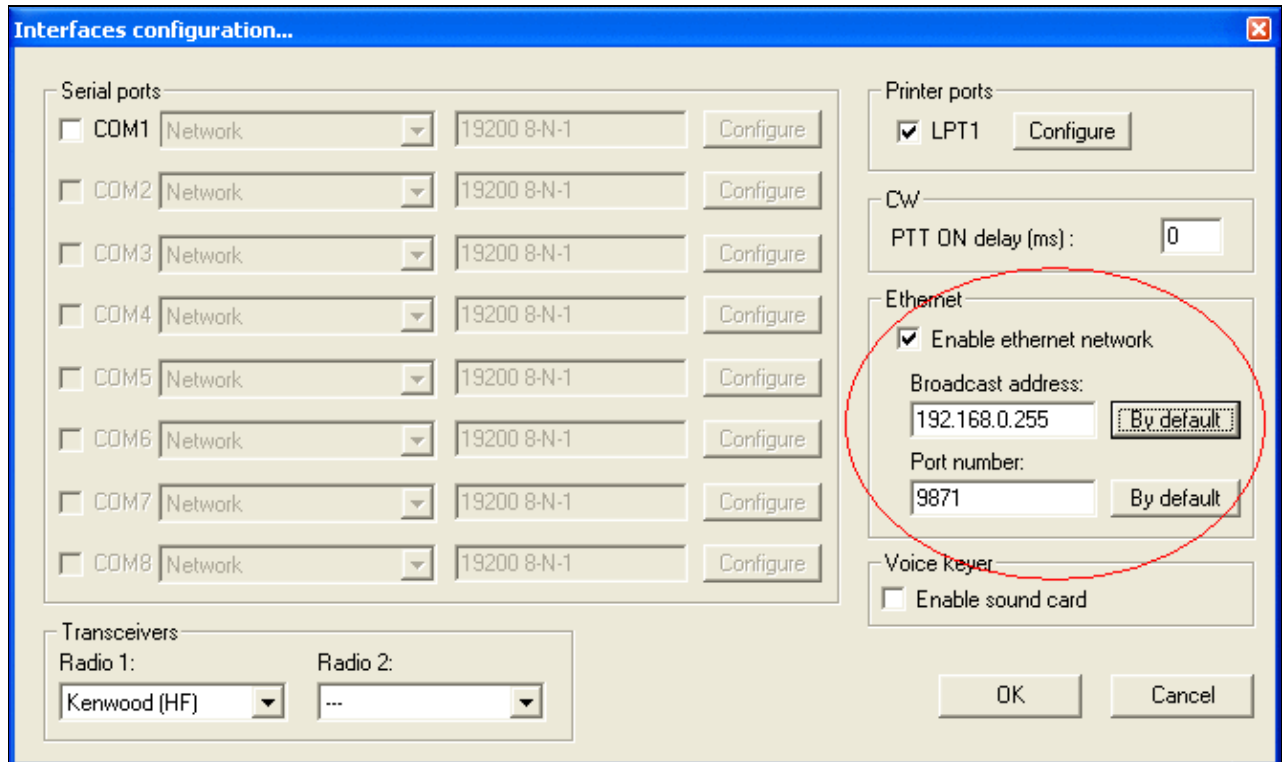 Interfaces configuration...
Serial ports
COM1 Network 19200 8-N-1 Configure
COM2 Network 19200 8-N-1 Configure
COM3 Network 19200 8-N-1 Configure
COM4 Network 19200 8-N-1 Configure
COM5 Network 19200 8-N-1 Configure
COM6 Network 19200 8-N-1 Configure
COM7 Network 19200 8-N-1 Configure
COM8 Network 19200 8-N-1 Configure
Transceivers
Radio 1: Radio 2:
Kenwood (HF) ---
Printer ports
LPT1 Configure
CW
PTT ON delay (ms) : 0
Ethernet
Enable ethernet network
Broadcast address:
192.168.0.255 By default
Port number:
9871 By default
Voice keyer
Enable sound card
OK Cancel